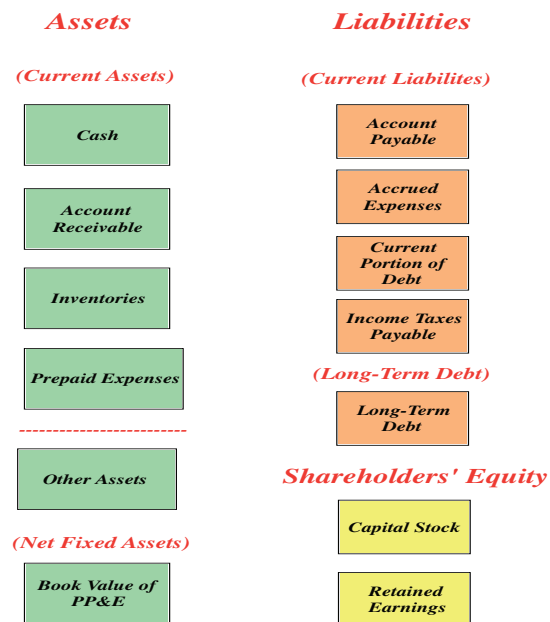 Assets
(Current Assets)
Cash
Account
Receivable
Inventories
Prepaid Expenses
--------------------------
Other Assets
(Net Fixed Assets)
Book Value of
PP&E
Liabilities
(Current Liabilites)
Account
Payable
Accrued
Expenses
Current
Portion of
Debt
Income Taxes
Payable
(Long-Term Debt)
Long-Term
Debt
Shareholders' Equity
Capital Stock
Retained
Earnings